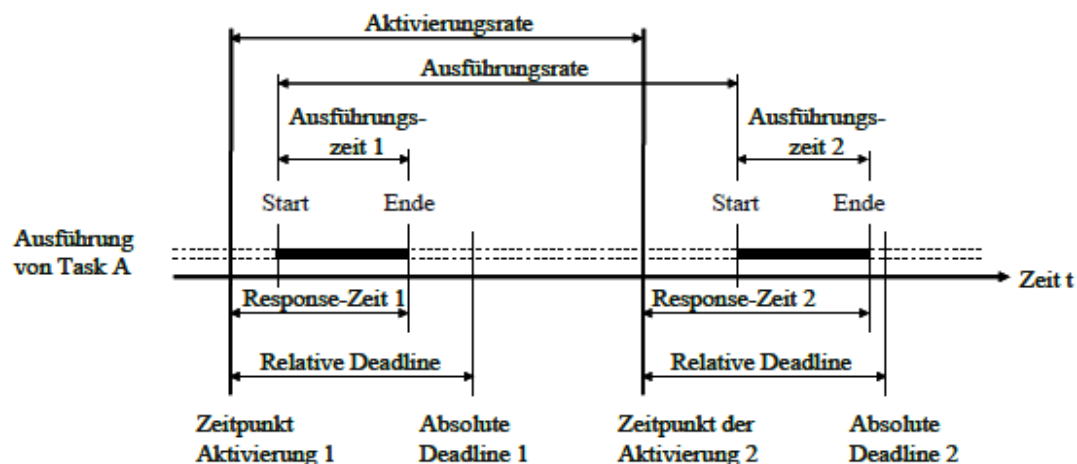 Aktivierungsrate
Ausführungsrate
Ausführungs-
zeit 1
Ausführungs-
zeit 2
Start
Ende
Start
Ende
Ausführung
von Task A
Zeit t
Response-Zeit 1
Response-Zeit 2
Relative Deadline
Relative Deadline
Zeitpunkt
Aktivierung 1
Absolute
Deadline 1
Zeitpunkt der
Aktivierung 2
Absolute
Deadline 2